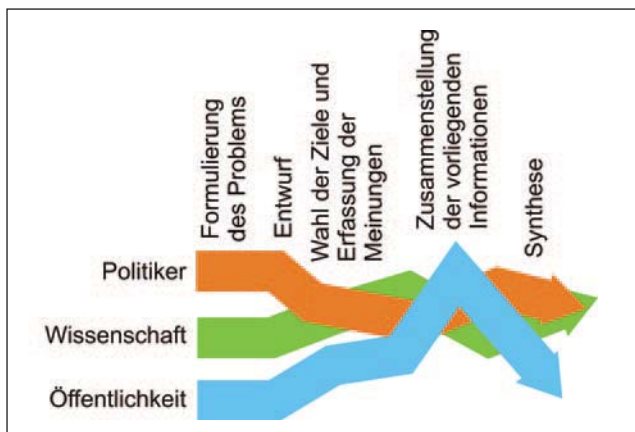 Formulierung
des Problems
Entwurf
Wahl der Ziele und
Erfassung der
Meinungen
Zusammenstellung
der vorliegenden
Informationen
Synthese
Politiker
Wissenschaft
Öffentlichkeit